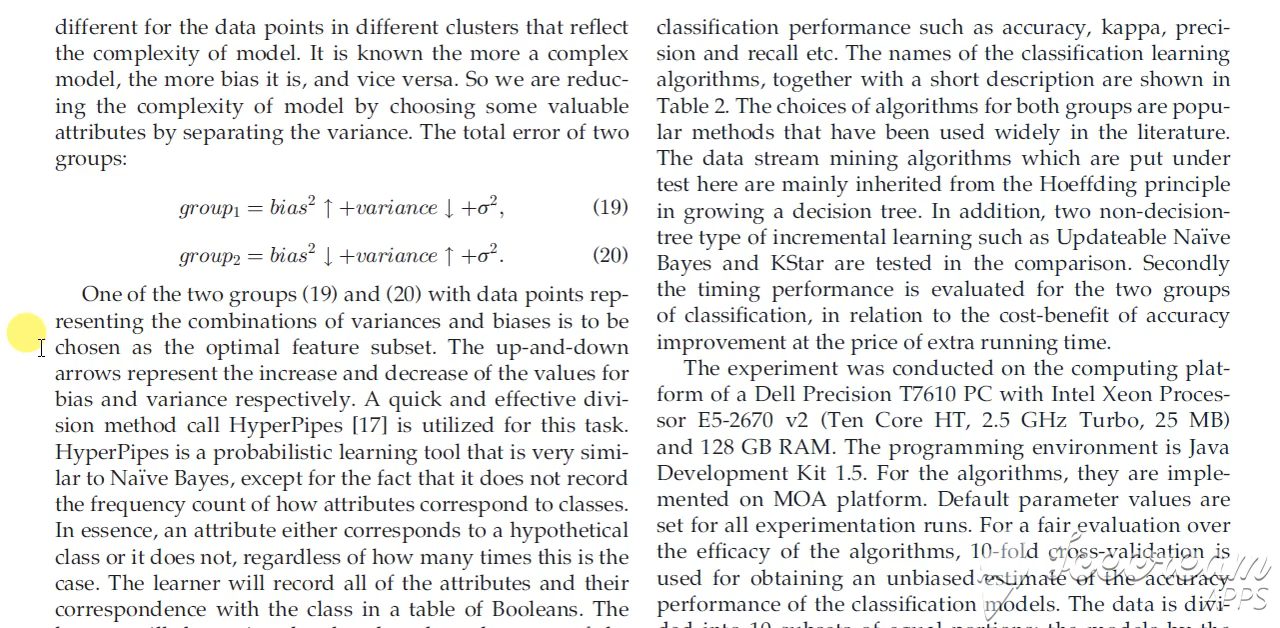 different for the data points in different clusters that reflect
the complexity of model. It is known the more a complex
model, the more bias it is, and vice versa. So we are reduc-
ing the complexity of model by choosing some valuable
attributes by separating the variance. The total error of two
groups:
group₁ = bias² ↑ +variance ↓ +σ², (19)
group₂ = bias² ↓ +variance ↑ +σ². (20)
One of the two groups (19) and (20) with data points rep-
resenting the combinations of variances and biases is to be
chosen as the optimal feature subset. The up-and-down
arrows represent the increase and decrease of the values for
bias and variance respectively. A quick and effective divi-
sion method call HyperPipes [17] is utilized for this task.
HyperPipes is a probabilistic learning tool that is very simi-
lar to Naïve Bayes, except for the fact that it does not record
the frequency count of how attributes correspond to classes.
In essence, an attribute either corresponds to a hypothetical
class or it does not, regardless of how many times this is the
case. The learner will record all of the attributes and their
correspondence with the class in a table of Booleans. The
classification performance such as accuracy, kappa, preci-
sion and recall etc. The names of the classification learning
algorithms, together with a short description are shown in
Table 2. The choices of algorithms for both groups are popu-
lar methods that have been used widely in the literature.
The data stream mining algorithms which are put under
test here are mainly inherited from the Hoeffding principle
in growing a decision tree. In addition, two non-decision-
tree type of incremental learning such as Updateable Naïve
Bayes and KStar are tested in the comparison. Secondly
the timing performance is evaluated for the two groups
of classification, in relation to the cost-benefit of accuracy
improvement at the price of extra running time.
The experiment was conducted on the computing plat-
form of a Dell Precision T7610 PC with Intel Xeon Proces-
sor E5-2670 v2 (Ten Core HT, 2.5 GHz Turbo, 25 MB)
and 128 GB RAM. The programming environment is Java
Development Kit 1.5. For the algorithms, they are imple-
mented on MOA platform. Default parameter values are
set for all experimentation runs. For a fair evaluation over
the efficacy of the algorithms, 10-fold cross-validation is
used for obtaining an unbiased estimate of the accuracy
performance of the classification models. The data is divi-
Icecream
APPS